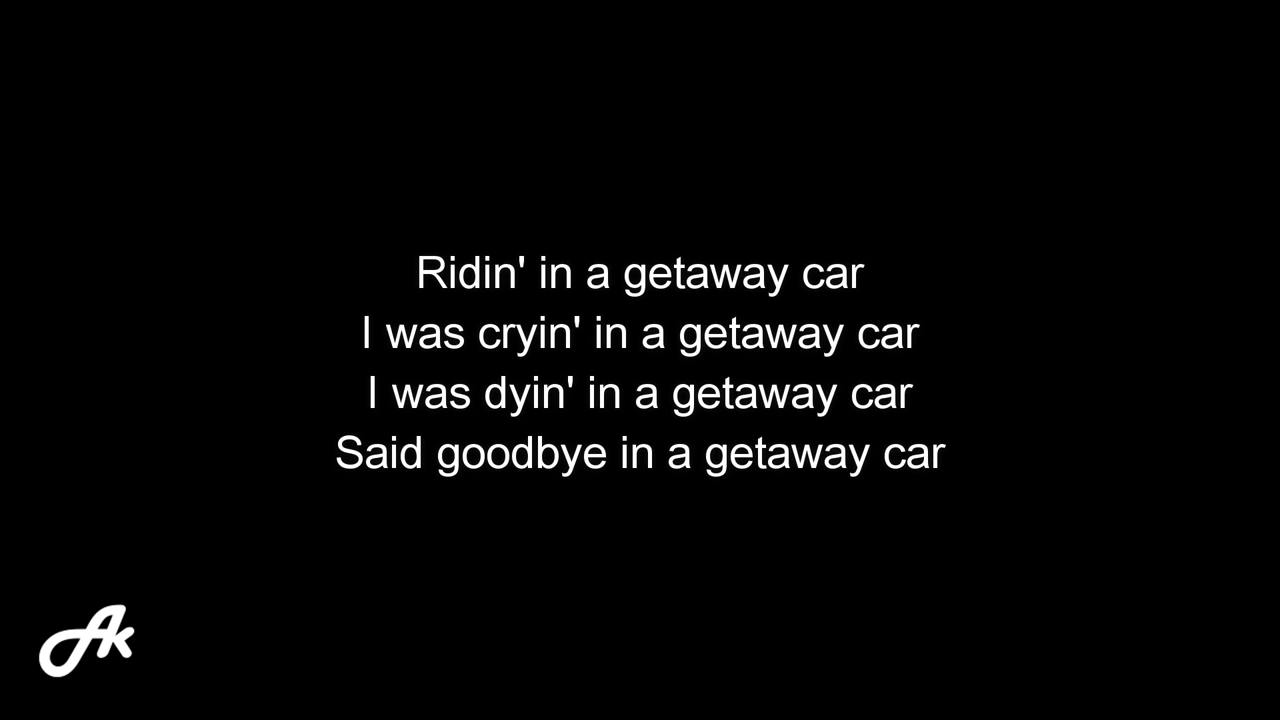 Ridin' in a getaway car
I was cryin' in a getaway car
I was dyin' in a getaway car
Said goodbye in a getaway car
Ak